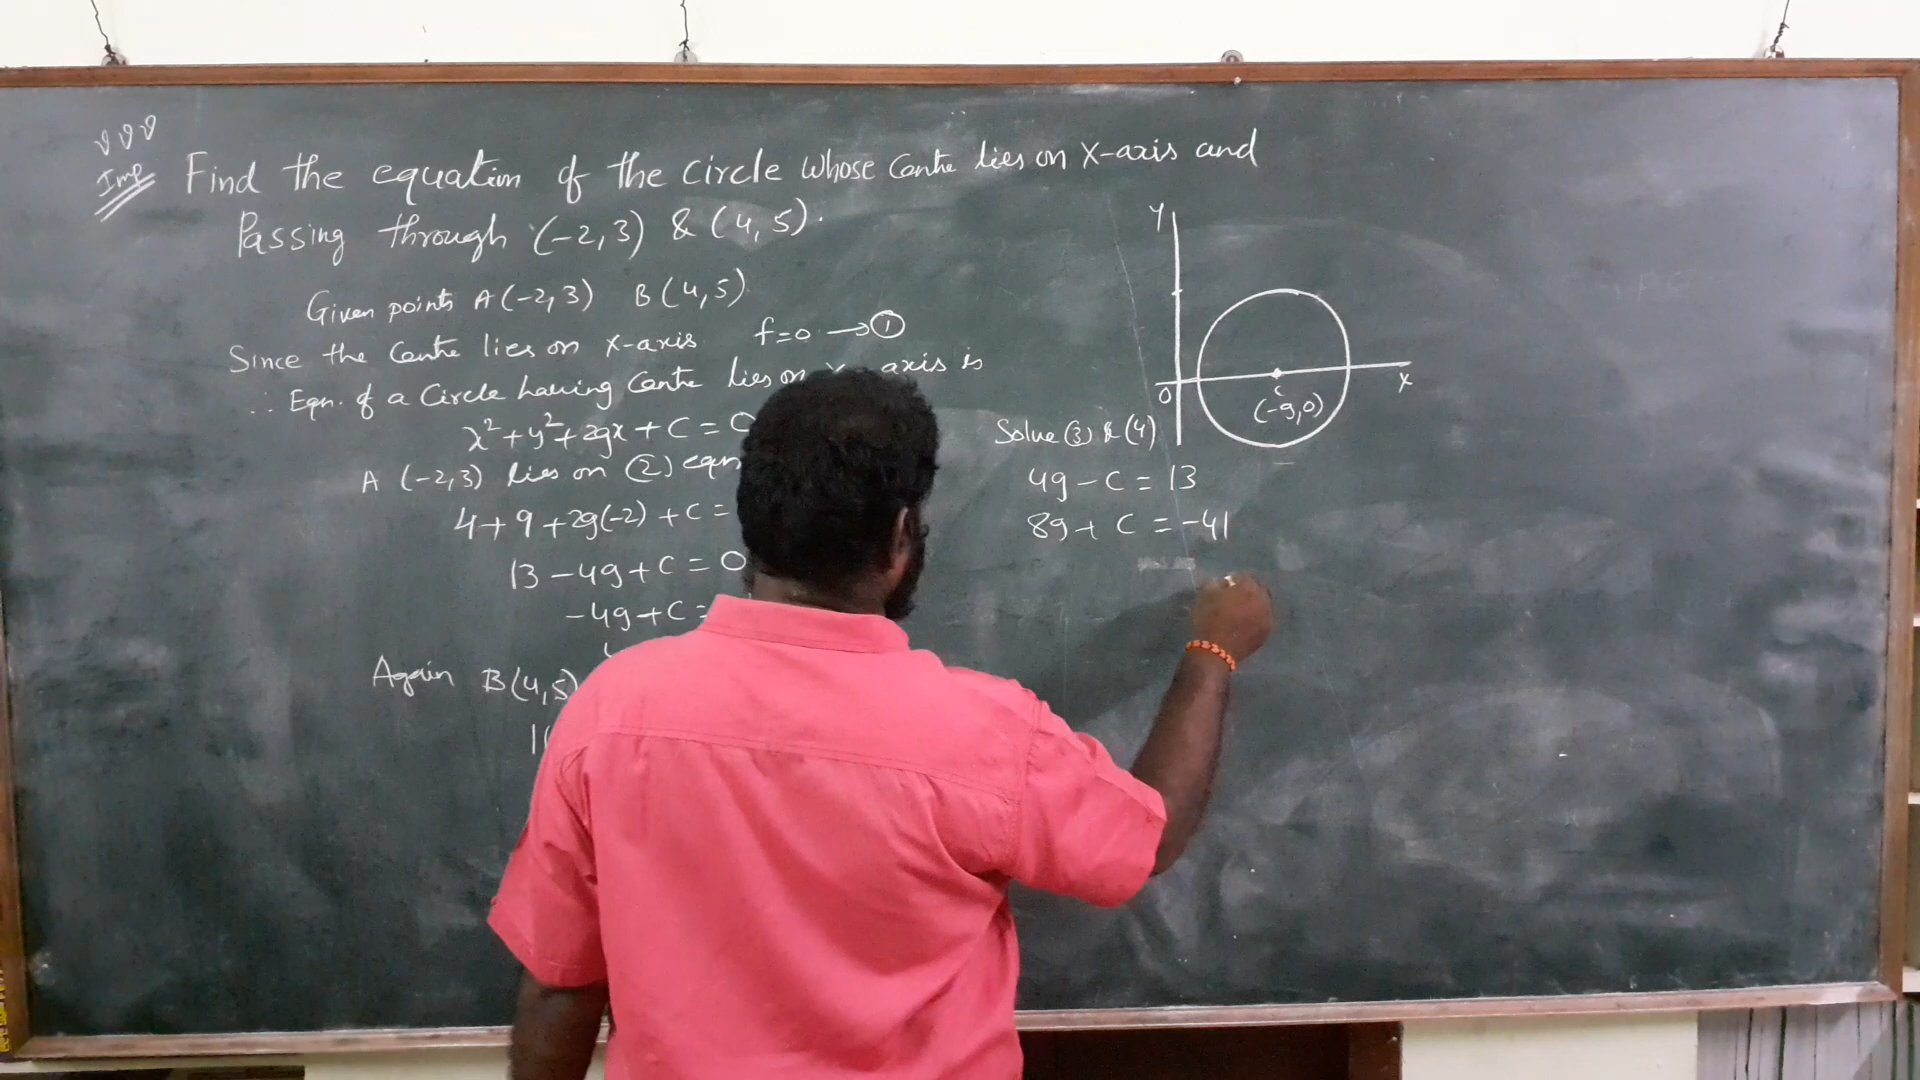 Imp
Find the equation of the circle whose Centre lies on X-axis and
Passing through (-2,3) & (4,5).
Given points A(-2,3) B(4,5)
Since the Centre lies on x-axis f=0 → ①
∴ Eqn. of a Circle having Centre lies on x axis is
x²+y²+2gx+C=0
A (-2,3) lies on (2) eqn
4+9+2g(-2)+C=
13-4g+C=0
-4g+C=
Again B(4,5)
Y
O
X
C
(-g,0)
Solve (3) & (4)
4g-C=13
8g+C=-41